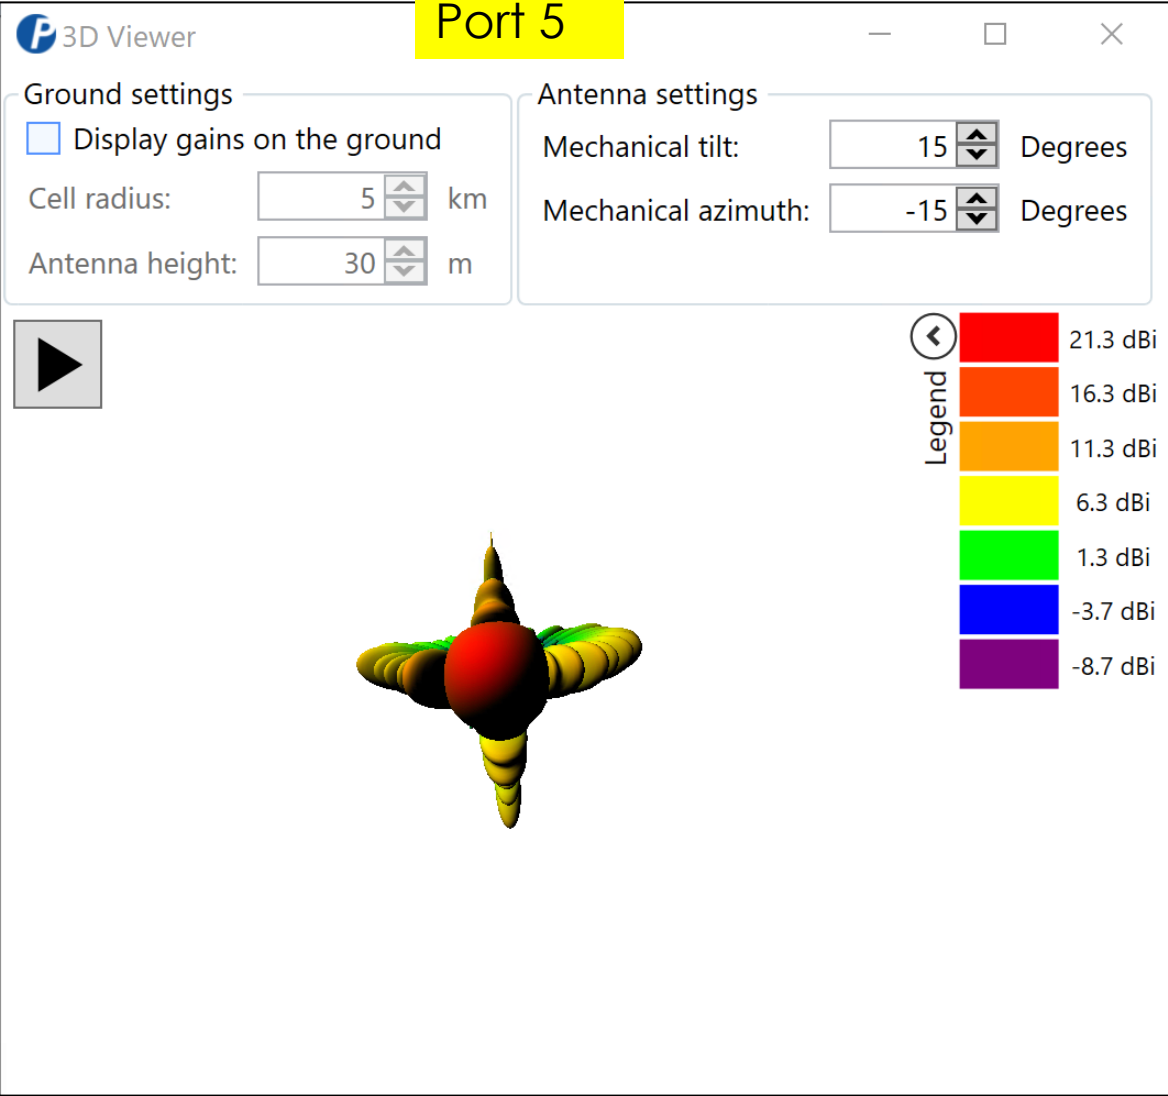 Port 5
3D Viewer
Ground settings
Display gains on the ground
Cell radius: 5 km
Antenna height: 30 m
Antenna settings
Mechanical tilt: 15 Degrees
Mechanical azimuth: -15 Degrees
Legend
21.3 dBi
16.3 dBi
11.3 dBi
6.3 dBi
1.3 dBi
-3.7 dBi
-8.7 dBi